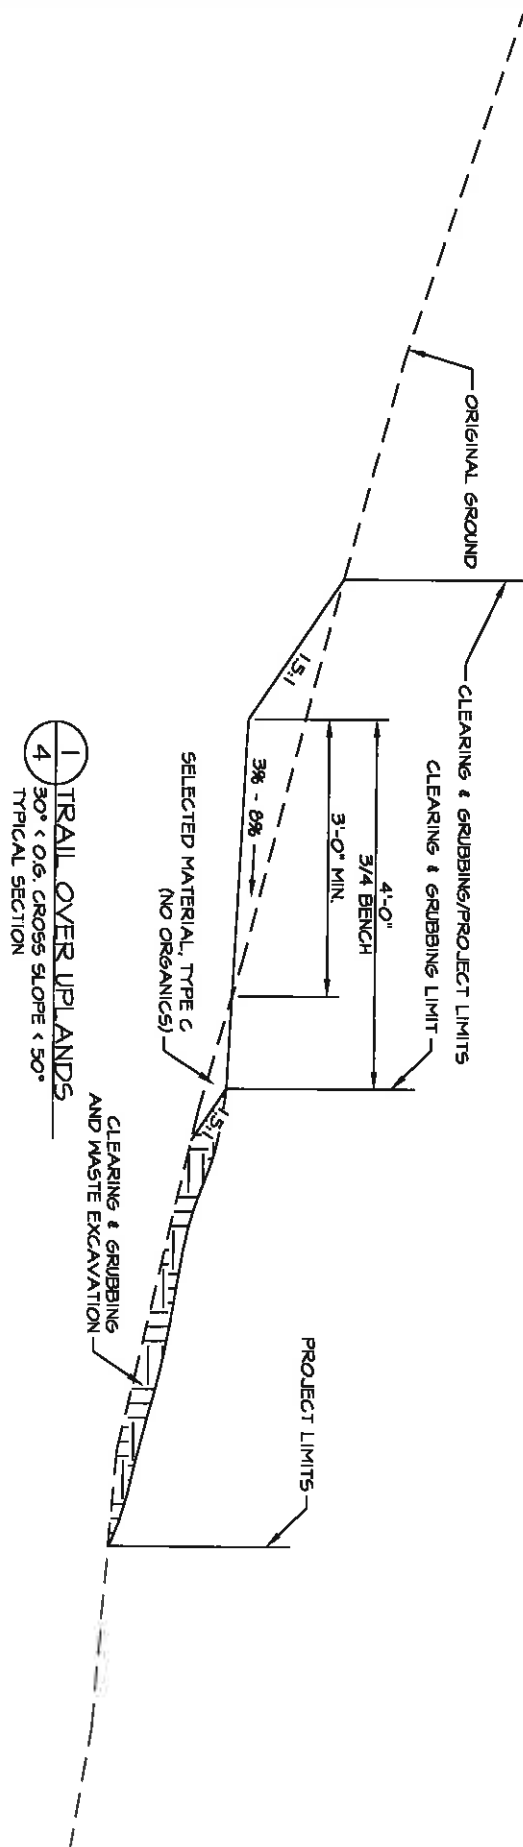 ORIGINAL GROUND
CLEARING & GRUBBING/PROJECT LIMITS
CLEARING & GRUBBING LIMIT
4'-0"
3/4 BENCH
3'-0" MIN.
1.5:1
3% - 8%
SELECTED MATERIAL, TYPE C
(NO ORGANICS)
1.5:1
PROJECT LIMITS
CLEARING & GRUBBING
AND WASTE EXCAVATION
1
4
TRAIL OVER UPLANDS
30° < O.G. CROSS SLOPE < 50°
TYPICAL SECTION